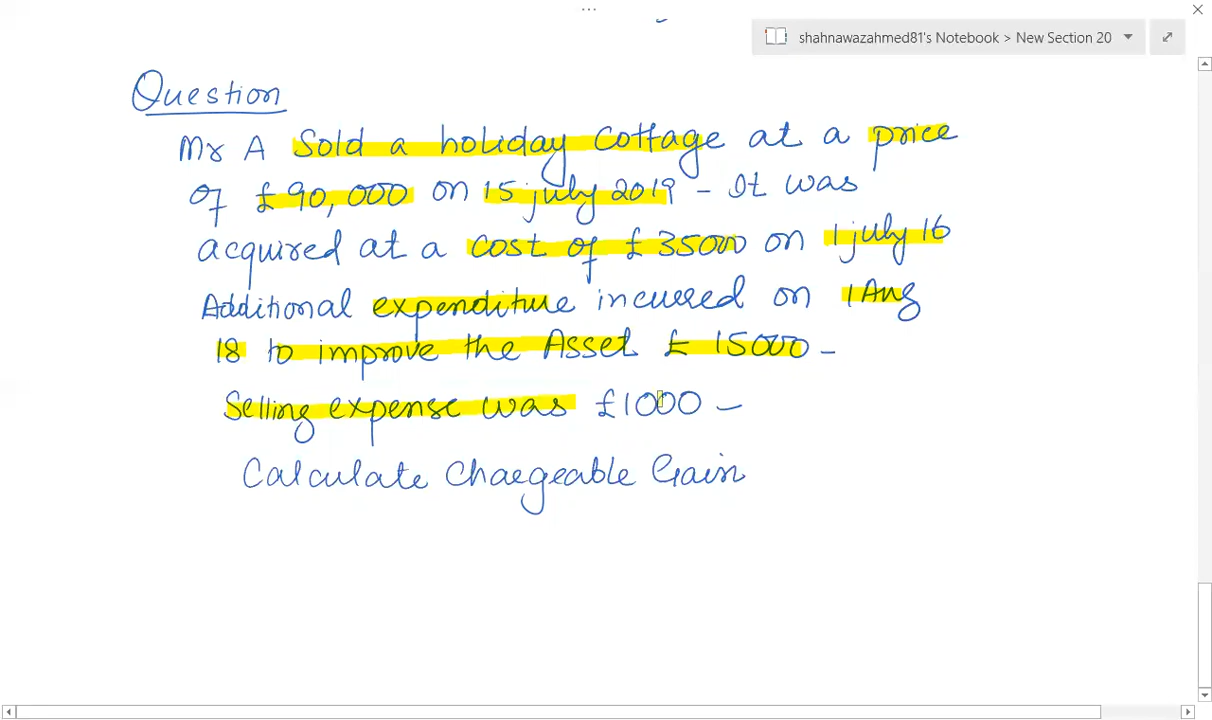 shahnawazahmed81's Notebook > New Section 20
Question
Mr A Sold a holiday Cottage at a price
of £90,000 on 15 july 2019 - It was
acquired at a cost of £ 35000 on 1 july 16
Additional expenditure incurred on 1 Aug
18 to improve the Asset £ 15000 -
Selling expense was £1000 -
Calculate Chargeable Gain